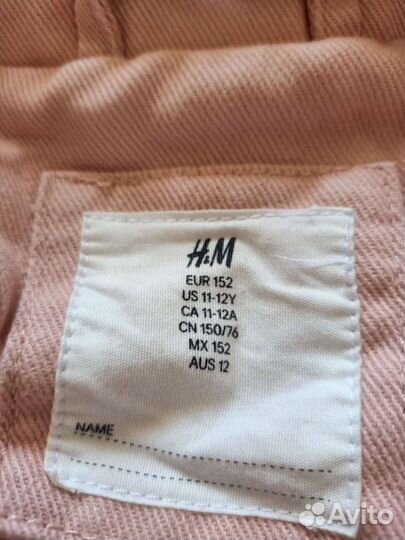 H&M
EUR 152
US 11-12Y
CA 11-12A
CN 150/76
MX 152
AUS 12
NAME
Avito